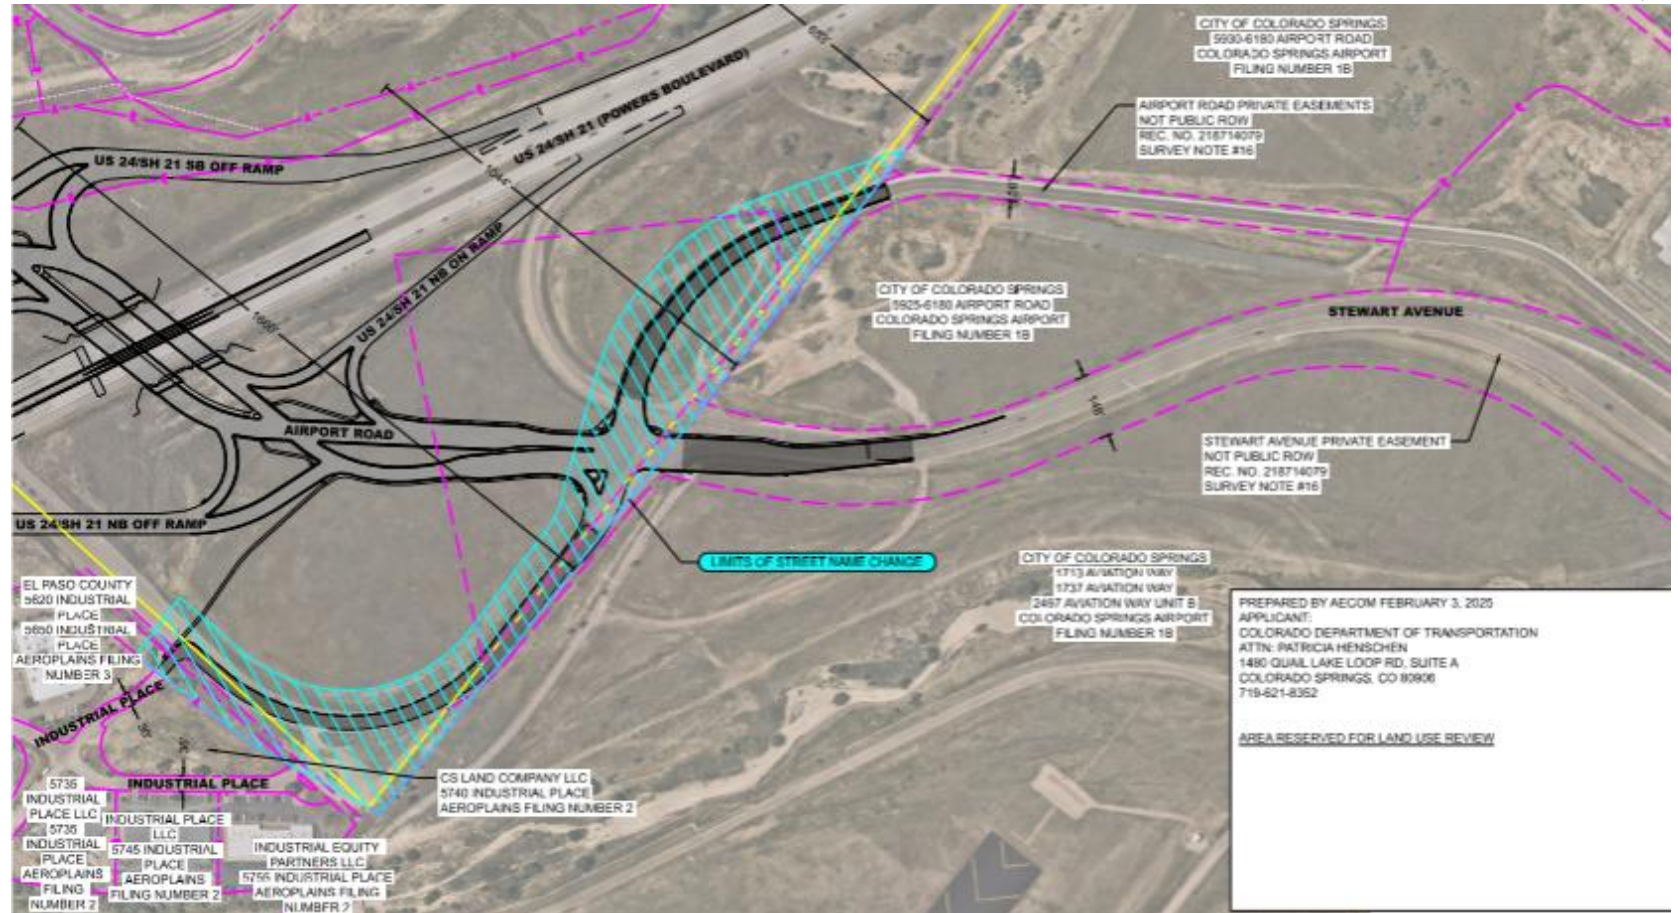 CITY OF COLORADO SPRINGS
5930-6180 AIRPORT ROAD
COLORADO SPRINGS AIRPORT
FILING NUMBER 1B
US 24/SH 21 (POWERS BOULEVARD)
AIRPORT ROAD PRIVATE EASEMENTS
NOT PUBLIC ROW
REC. NO. 218714079
SURVEY NOTE #16
US 24/SH 21 SB OFF RAMP
1044'
US 24/SH 21 NB ON RAMP
1600'
CITY OF COLORADO SPRINGS
5925-6180 AIRPORT ROAD
COLORADO SPRINGS AIRPORT
FILING NUMBER 1B
STEWART AVENUE
148'
AIRPORT ROAD
STEWART AVENUE PRIVATE EASEMENT
NOT PUBLIC ROW
REC. NO. 218714079
SURVEY NOTE #16
US 24/SH 21 NB OFF RAMP
LIMITS OF STREET NAME CHANGE
CITY OF COLORADO SPRINGS
1713 AVIATION WAY
1737 AVIATION WAY
2497 AVIATION WAY UNIT B
COLORADO SPRINGS AIRPORT
FILING NUMBER 1B
EL PASO COUNTY
5620 INDUSTRIAL
PLACE
5650 INDUSTRIAL
PLACE
AEROPLAINS FILING
NUMBER 3
PREPARED BY AECOM FEBRUARY 3, 2025
APPLICANT:
COLORADO DEPARTMENT OF TRANSPORTATION
ATTN: PATRICIA HENSCHEN
1480 QUAIL LAKE LOOP RD, SUITE A
COLORADO SPRINGS, CO 80906
719-621-8352
AREA RESERVED FOR LAND USE REVIEW
INDUSTRIAL PLACE
30'
30'
INDUSTRIAL PLACE
CS LAND COMPANY LLC
5740 INDUSTRIAL PLACE
AEROPLAINS FILING NUMBER 2
5735
INDUSTRIAL
PLACE LLC
5735
INDUSTRIAL
PLACE
AEROPLAINS
FILING
NUMBER 2
INDUSTRIAL PLACE
LLC
5745 INDUSTRIAL
PLACE
AEROPLAINS
FILING NUMBER 2
INDUSTRIAL EQUITY
PARTNERS LLC
5755 INDUSTRIAL PLACE
AEROPLAINS FILING
NUMBER 2